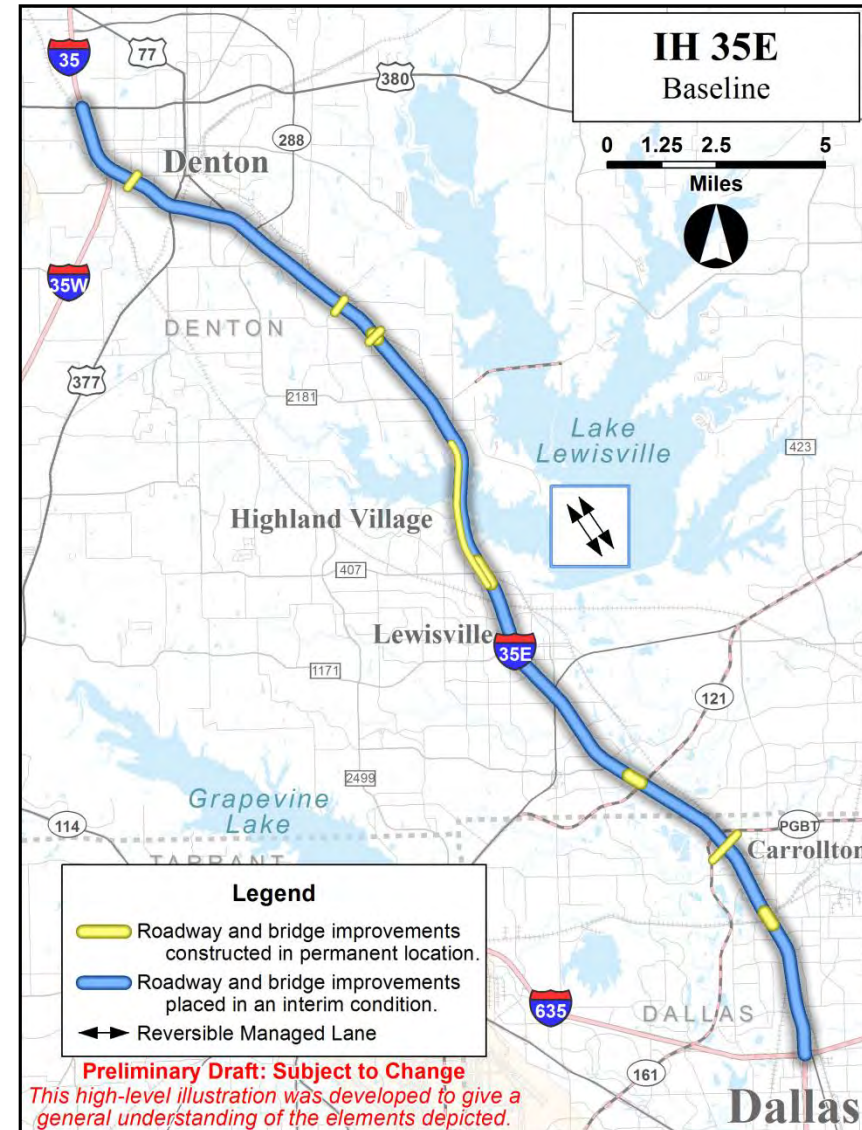 IH 35E
Baseline
0 1.25 2.5 5
Miles
35
77
380
288
Denton
35W
DENTON
377
2181
Lake
Lewisville
423
Highland Village
407
Lewisville
35E
1171
121
2499
Grapevine
Lake
114
PGBT
TARRANT
Carrollton
Legend
Roadway and bridge improvements
constructed in permanent location.
Roadway and bridge improvements
placed in an interim condition.
Reversible Managed Lane
635
DALLAS
161
Preliminary Draft: Subject to Change
This high-level illustration was developed to give a
general understanding of the elements depicted.
Dallas